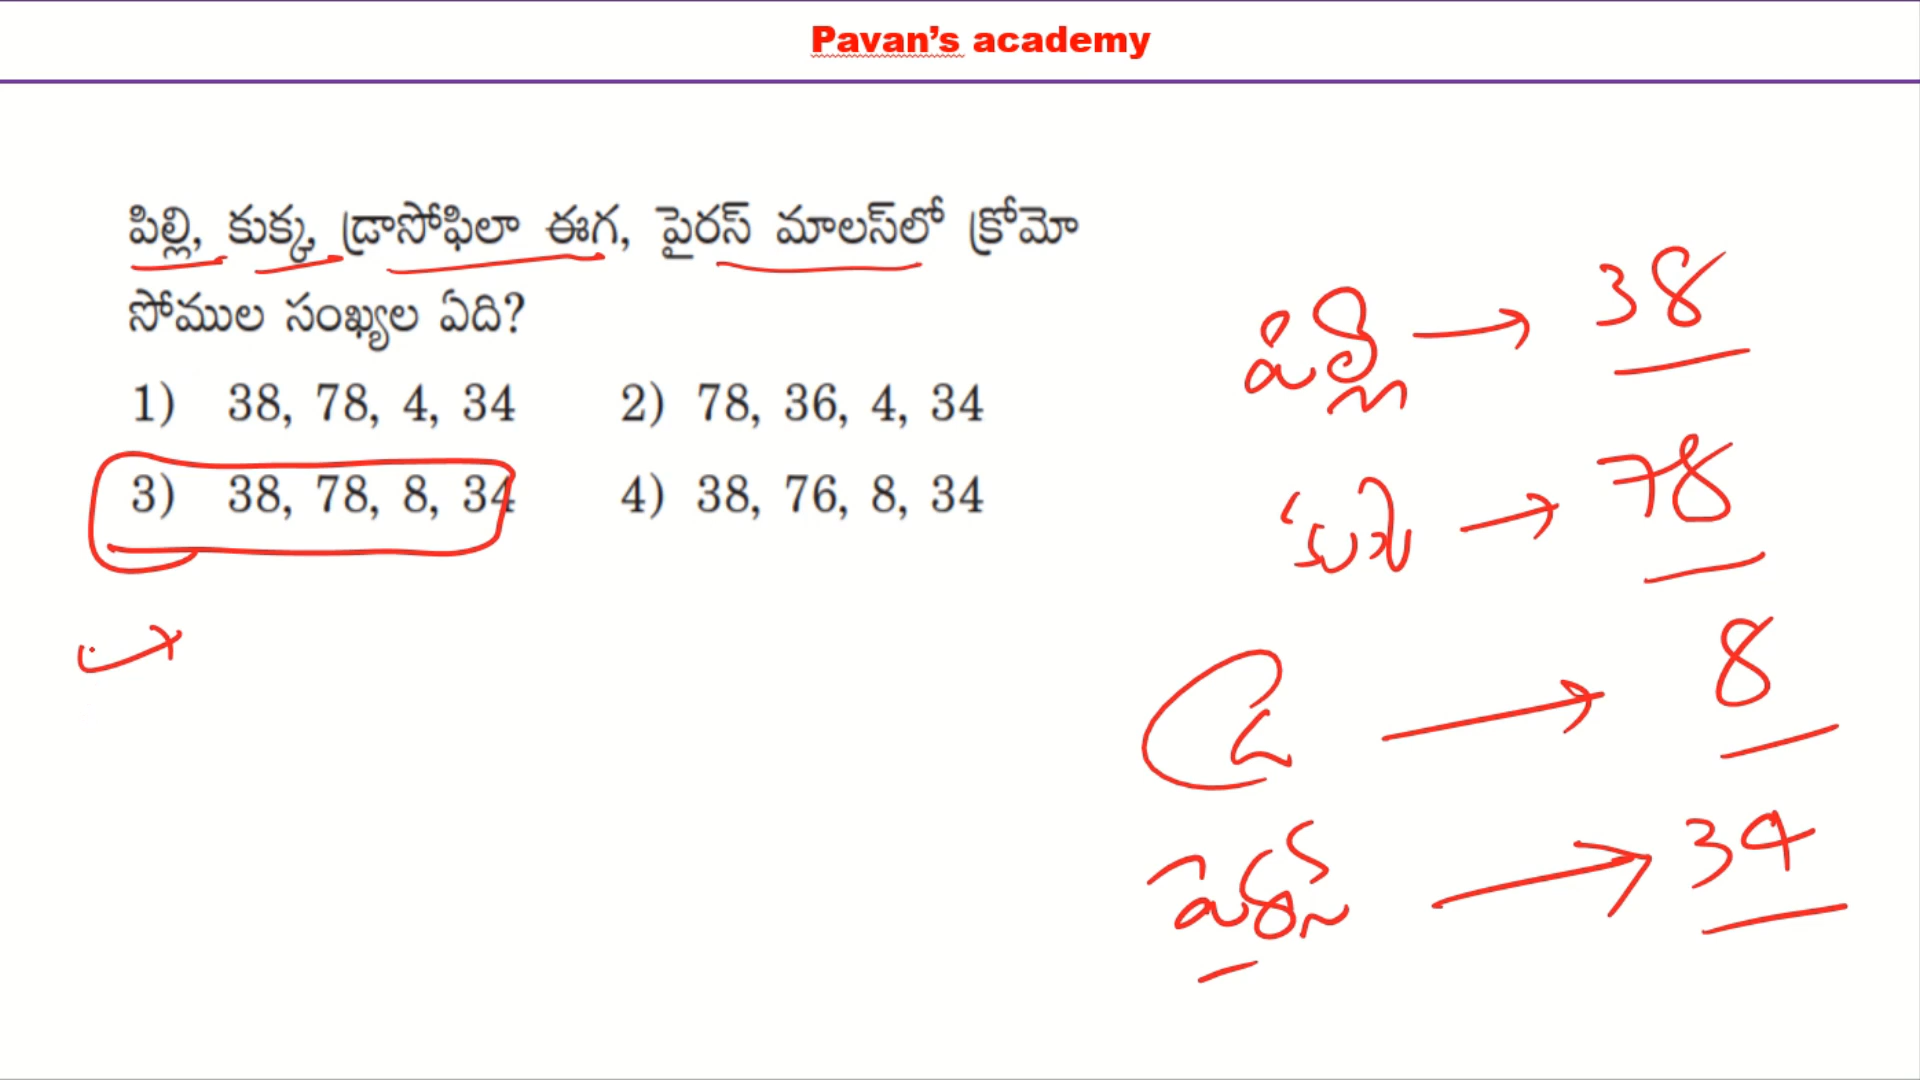 Pavan's academy
పిల్లి, కుక్క డ్రాసోఫిలా ఈగ, పైరస్ మాలస్‌లో క్రోమో
సోముల సంఖ్యల ఏది?
1) 38, 78, 4, 34 2) 78, 36, 4, 34
3) 38, 78, 8, 34 4) 38, 76, 8, 34
పిల్లి → 38
కుక్క → 78
→ 8
పైరస్ → 34